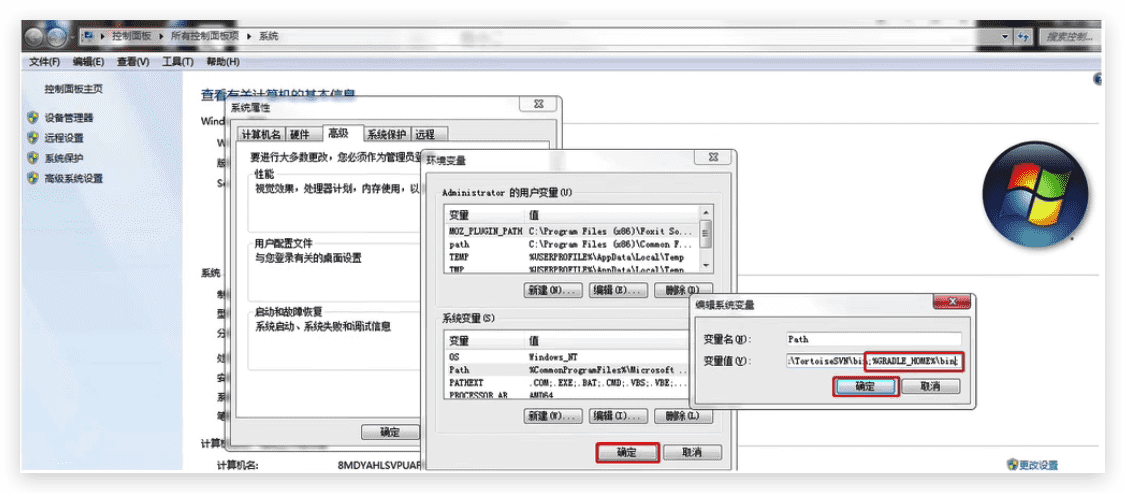 控制面板 ▸ 所有控制面板项 ▸ 系统
搜索控制...
文件(F) 编辑(E) 查看(V) 工具(T) 帮助(H)
控制面板主页
设备管理器
远程设置
系统保护
高级系统设置
查看有关计算机的基本信息
系统
计算机名:
8MDYAHLSVPUAF
更改设置
系统属性
计算机名 硬件 高级 系统保护 远程
要进行大多数更改，您必须作为管理员登
性能
视觉效果，处理器计划，内存使用，以
用户配置文件
与您登录有关的桌面设置
启动和故障恢复
系统启动、系统失败和调试信息
确定
环境变量
Administrator 的用户变量(U)
变量 值
MOZ_PLUGIN_PATH C:\Program Files (x86)\Foxit So...
path C:\Program Files (x86)\Common F...
TEMP %USERPROFILE%\AppData\Local\Temp
TMP %USERPROFILE%\AppData\Local\Temp
新建(N)... 编辑(E)... 删除(D)
系统变量(S)
变量 值
OS Windows_NT
Path %CommonProgramFiles%\Microsoft ...
PATHEXT .COM;.EXE;.BAT;.CMD;.VBS;.VBE;...
PROCESSOR_AR AMD64
新建(W)... 编辑(I)... 删除(L)
确定 取消
编辑系统变量
变量名(N): Path
变量值(V): :\TortoiseSVN\bin;%GRADLE_HOME%\bin;
确定 取消